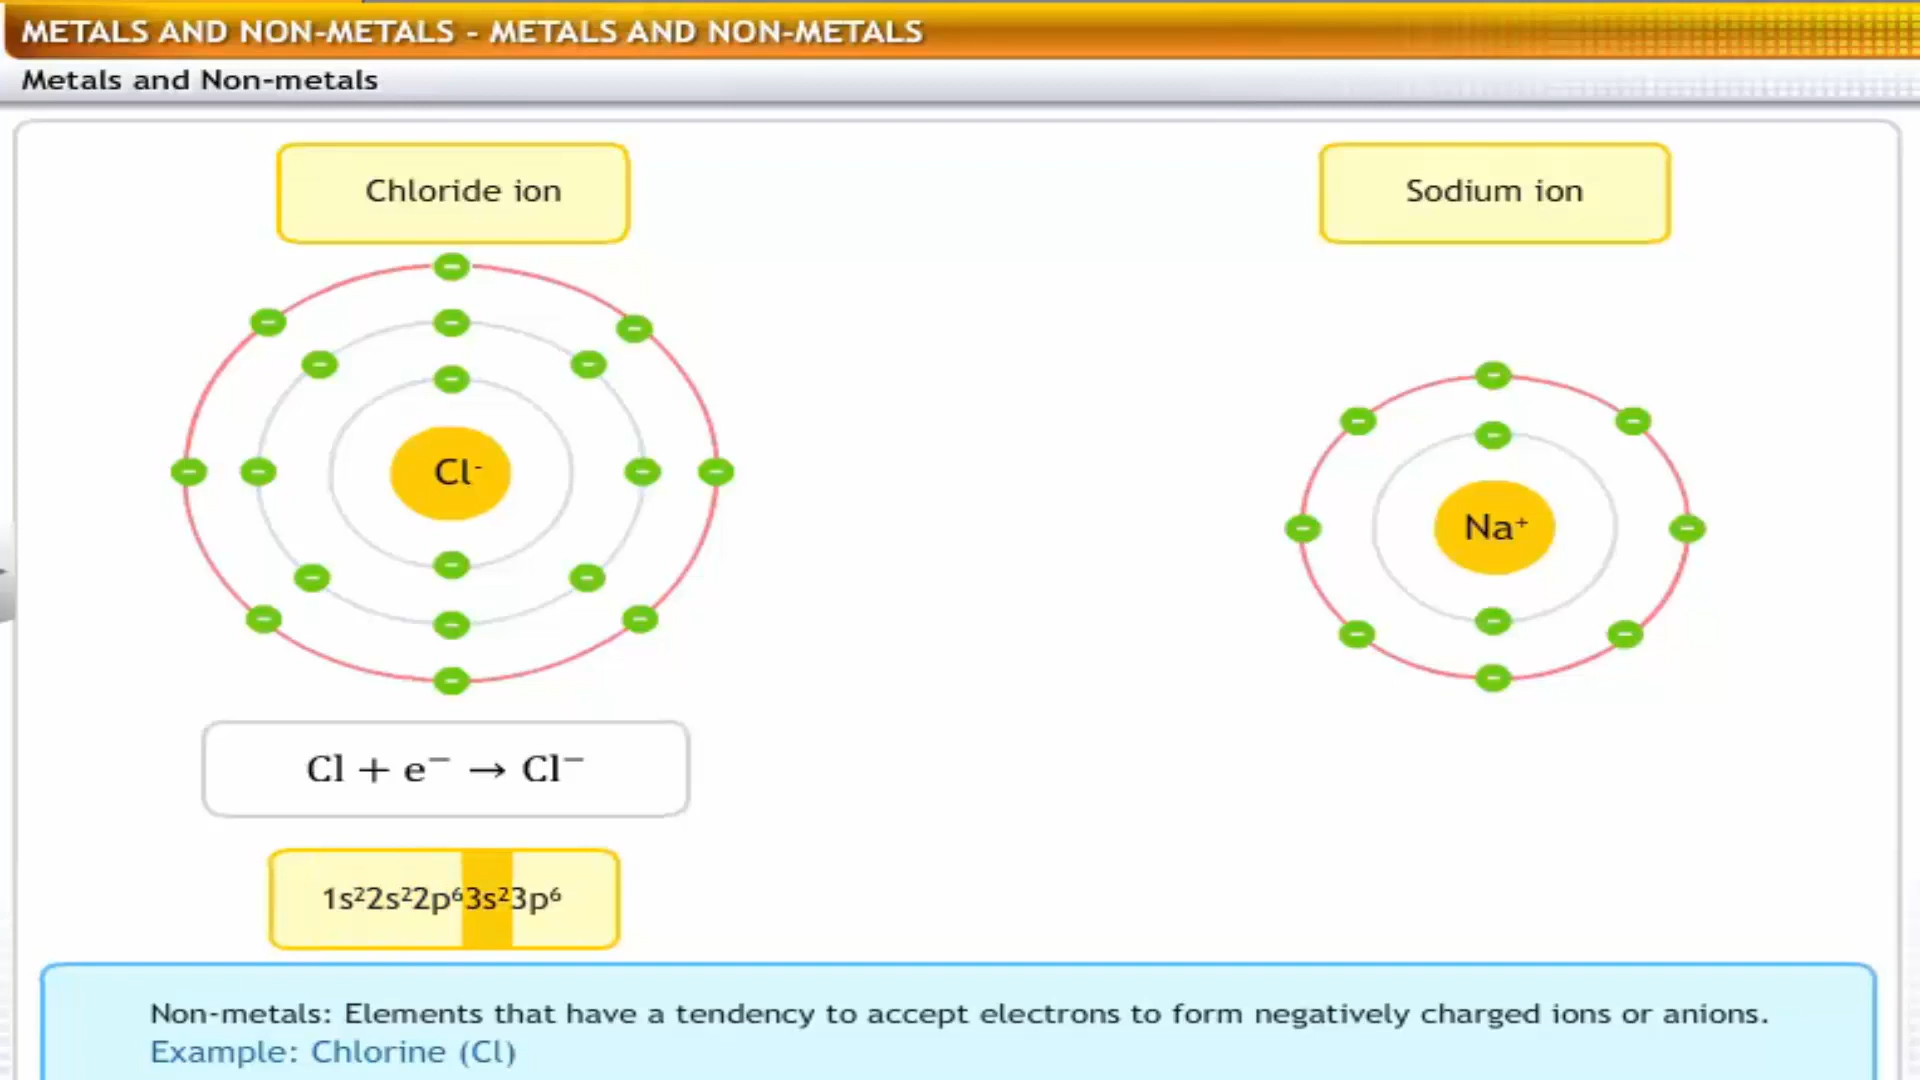 METALS AND NON-METALS - METALS AND NON-METALS
Metals and Non-metals
Chloride ion
Sodium ion
Cl⁻
Na⁺
Cl + e⁻ → Cl⁻
1s²2s²2p⁶3s²3p⁶
Non-metals: Elements that have a tendency to accept electrons to form negatively charged ions or anions.
Example: Chlorine (Cl)